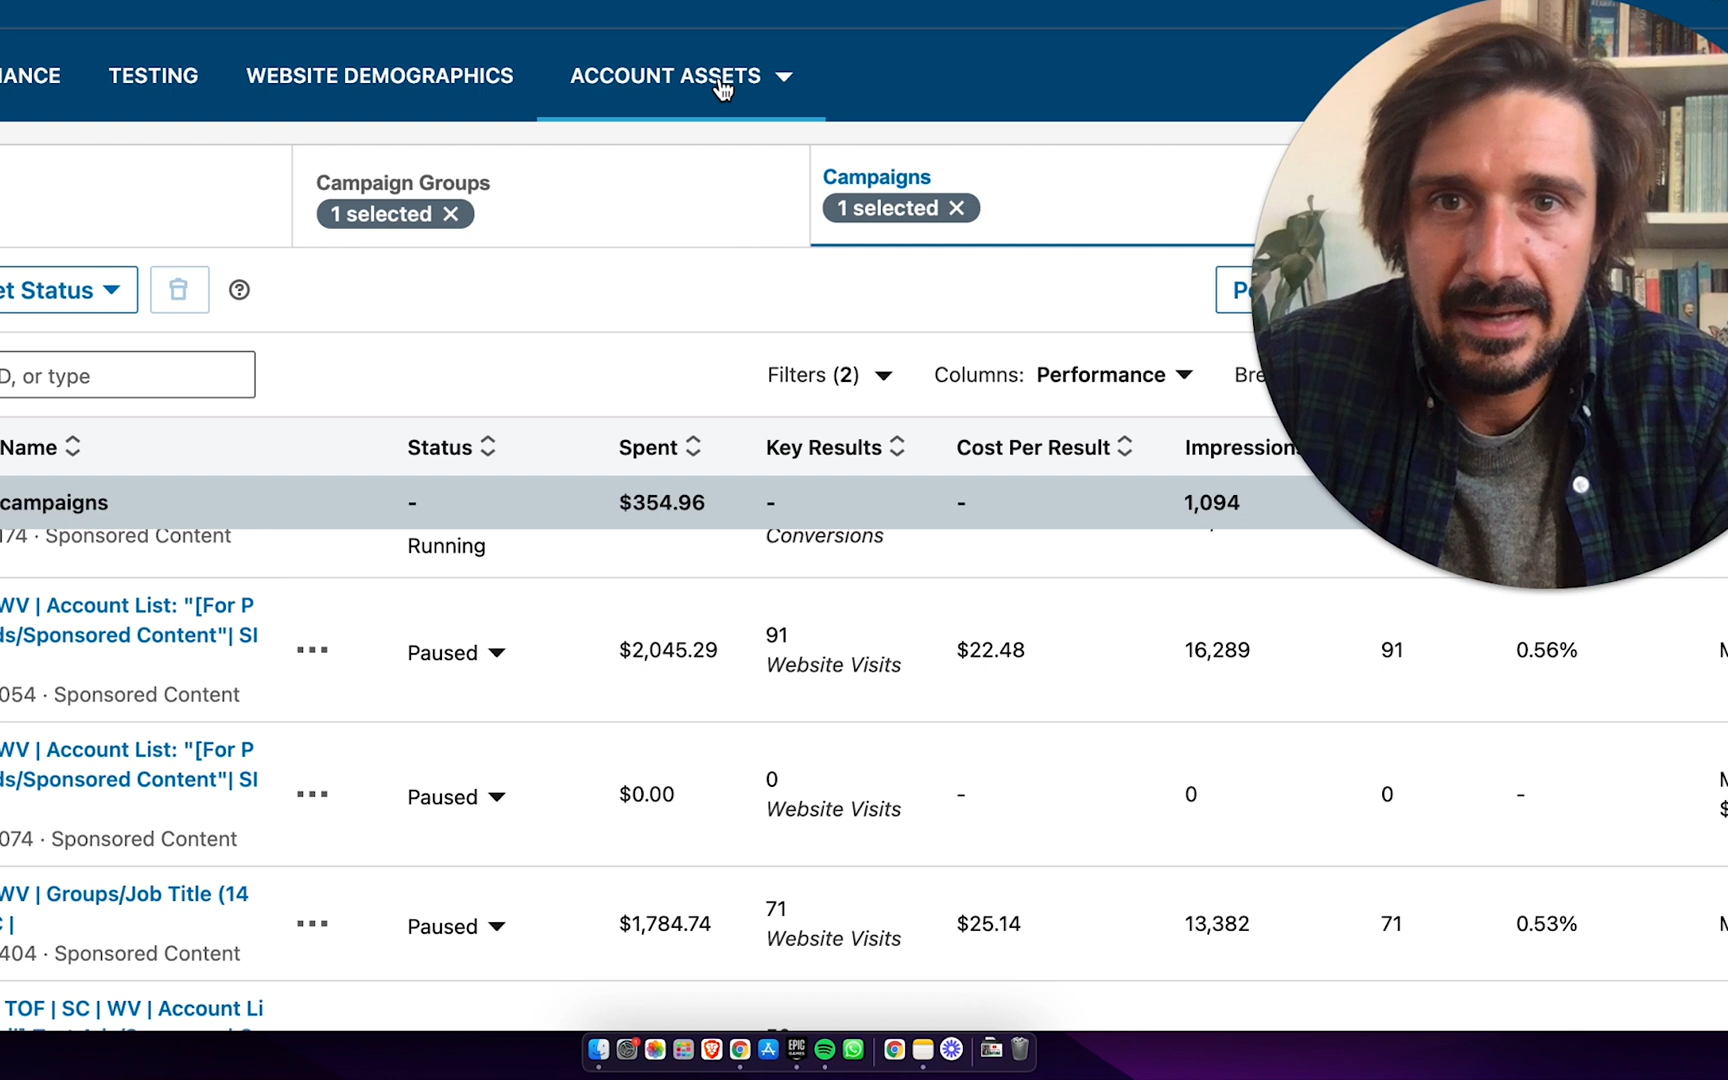 IANCE TESTING WEBSITE DEMOGRAPHICS ACCOUNT ASSETS
Campaign Groups
1 selected
Campaigns
1 selected
et Status
D, or type
Filters (2) Columns: Performance Bre
Name Status Spent Key Results Cost Per Result Impressions
campaigns - $354.96 - - 1,094
174 · Sponsored Content Running Conversions
WV | Account List: "[For P
ds/Sponsored Content"| SI
Paused $2,045.29 91 Website Visits $22.48 16,289 91 0.56%
054 · Sponsored Content
WV | Account List: "[For P
ds/Sponsored Content"| SI
Paused $0.00 0 Website Visits - 0 0 -
074 · Sponsored Content
WV | Groups/Job Title (14
C |
Paused $1,784.74 71 Website Visits $25.14 13,382 71 0.53%
404 · Sponsored Content
TOF | SC | WV | Account Li
EPIC
GAMES